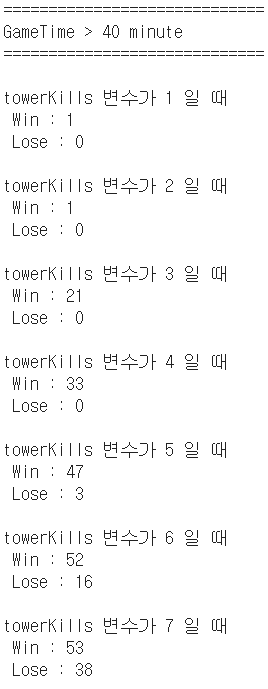 ==============================
GameTime > 40 minute
==============================
towerKills 변수가 1 일 때
Win : 1
Lose : 0
towerKills 변수가 2 일 때
Win : 1
Lose : 0
towerKills 변수가 3 일 때
Win : 21
Lose : 0
towerKills 변수가 4 일 때
Win : 33
Lose : 0
towerKills 변수가 5 일 때
Win : 47
Lose : 3
towerKills 변수가 6 일 때
Win : 52
Lose : 16
towerKills 변수가 7 일 때
Win : 53
Lose : 38